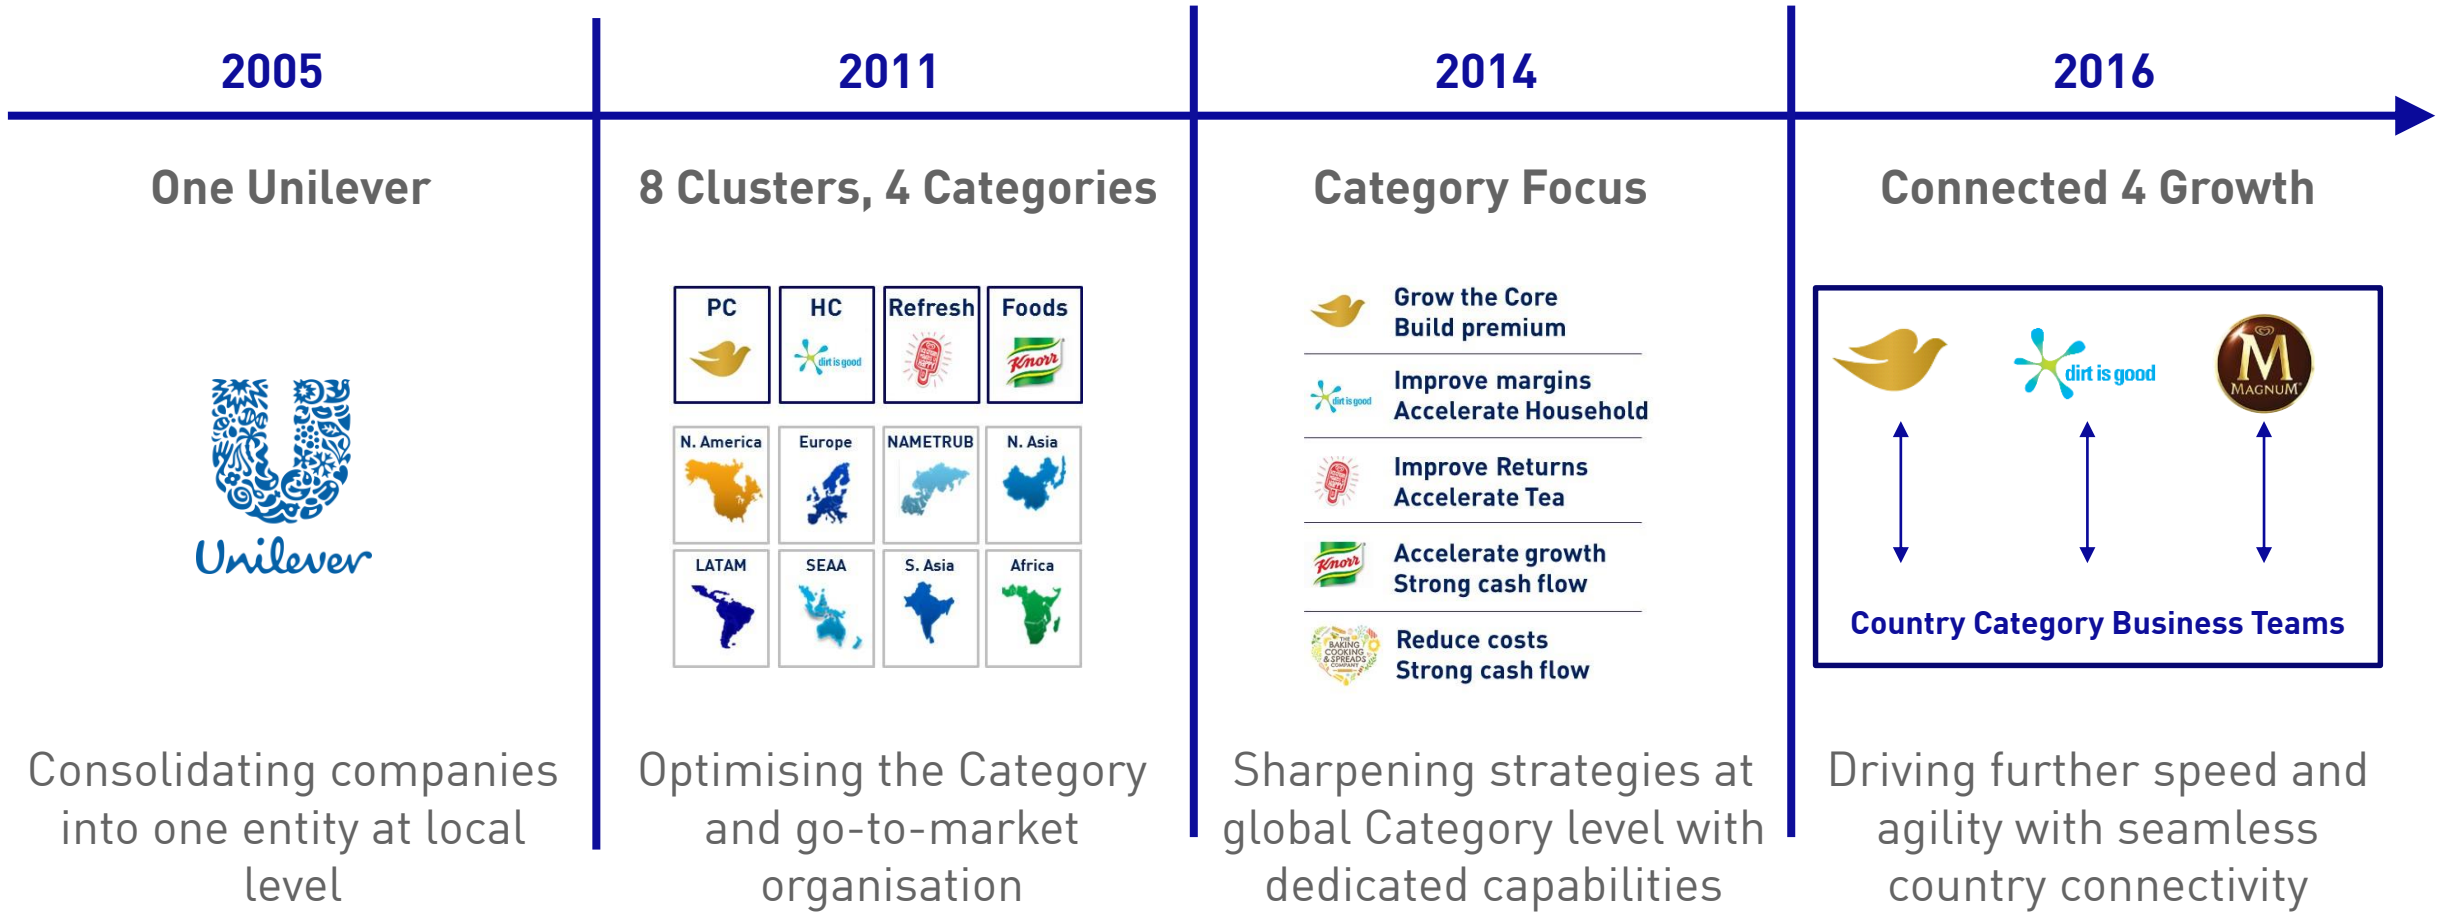 2005
2011
2014
2016
One Unilever
8 Clusters, 4 Categories
Category Focus
Connected 4 Growth
Unilever
PC
HC
Refresh
Foods
dirt is good
Knorr
N. America
Europe
NAMETRUB
N. Asia
LATAM
SEAA
S. Asia
Africa
Grow the Core
Build premium
dirt is good
Improve margins
Accelerate Household
Improve Returns
Accelerate Tea
Knorr
Accelerate growth
Strong cash flow
THE
BAKING
COOKING
& SPREADS
COMPANY
Reduce costs
Strong cash flow
dirt is good
M
MAGNUM
Country Category Business Teams
Consolidating companies
into one entity at local
level
Optimising the Category
and go-to-market
organisation
Sharpening strategies at
global Category level with
dedicated capabilities
Driving further speed and
agility with seamless
country connectivity